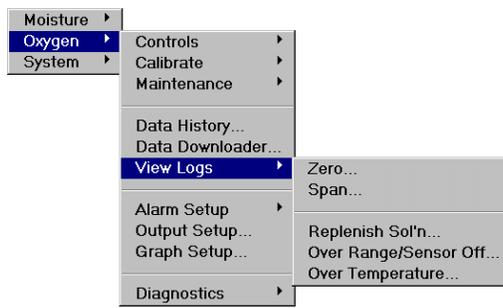 Moisture
Oxygen
System
Controls
Calibrate
Maintenance
Data History...
Data Downloader...
View Logs
Zero...
Span...
Replenish Sol'n...
Over Range/Sensor Off...
Over Temperature...
Alarm Setup
Output Setup...
Graph Setup...
Diagnostics